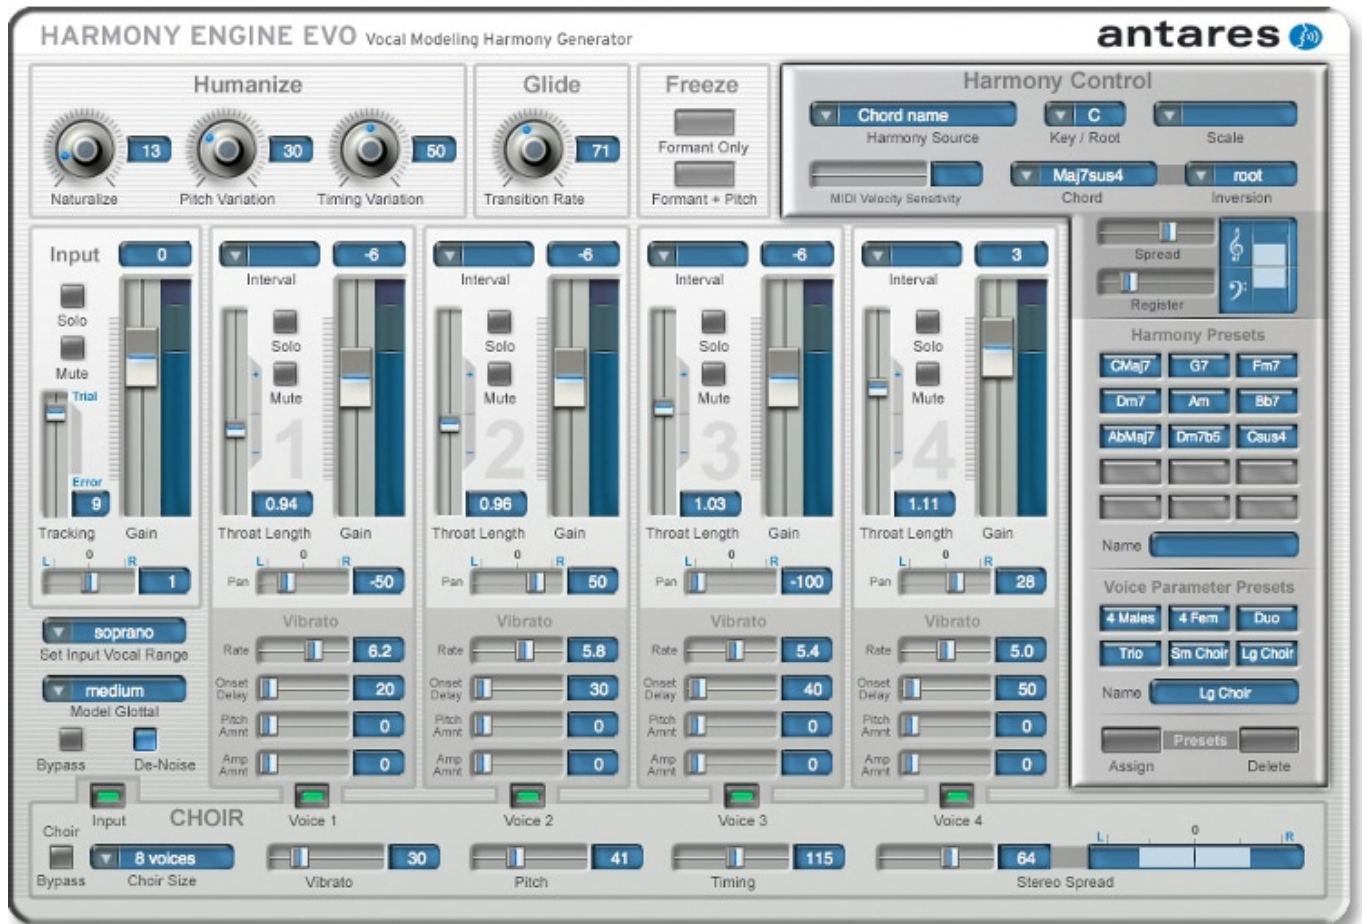 HARMONY ENGINE EVO Vocal Modeling Harmony Generator
antares
Humanize
13
30
50
Naturalize
Pitch Variation
Timing Variation
Glide
71
Transition Rate
Freeze
Formant Only
Formant + Pitch
Harmony Control
Chord name
C
Harmony Source
Key / Root
Scale
Maj7sus4
root
MIDI Velocity Sensitivity
Chord
Inversion
Spread
Register
Input
0
Solo
Mute
Trial
Error
9
Tracking
Gain
L 0 R
1
-6
Interval
Solo
Mute
1
0.94
Throat Length
Gain
L 0 R
Pan
-50
-6
Interval
Solo
Mute
2
0.96
Throat Length
Gain
L 0 R
Pan
50
-6
Interval
Solo
Mute
3
1.03
Throat Length
Gain
L 0 R
Pan
-100
3
Interval
Solo
Mute
4
1.11
Throat Length
Gain
L 0 R
Pan
28
Harmony Presets
CMaj7 G7 Fm7
Dm7 Am Bb7
AbMaj7 Dm7b5 Csus4
Name
Voice Parameter Presets
4 Males 4 Fem Duo
Trio Sm Choir Lg Choir
Name Lg Choir
Presets
Assign
Delete
soprano
Set Input Vocal Range
medium
Model Glottal
Bypass
De-Noise
Vibrato
Rate 6.2
Onset Delay 20
Pitch Amnt 0
Amp Amnt 0
Vibrato
Rate 5.8
Onset Delay 30
Pitch Amnt 0
Amp Amnt 0
Vibrato
Rate 5.4
Onset Delay 40
Pitch Amnt 0
Amp Amnt 0
Vibrato
Rate 5.0
Onset Delay 50
Pitch Amnt 0
Amp Amnt 0
Input
CHOIR
Voice 1
Voice 2
Voice 3
Voice 4
Choir
Bypass
8 voices
Choir Size
30
Vibrato
41
Pitch
115
Timing
64
L 0 R
Stereo Spread